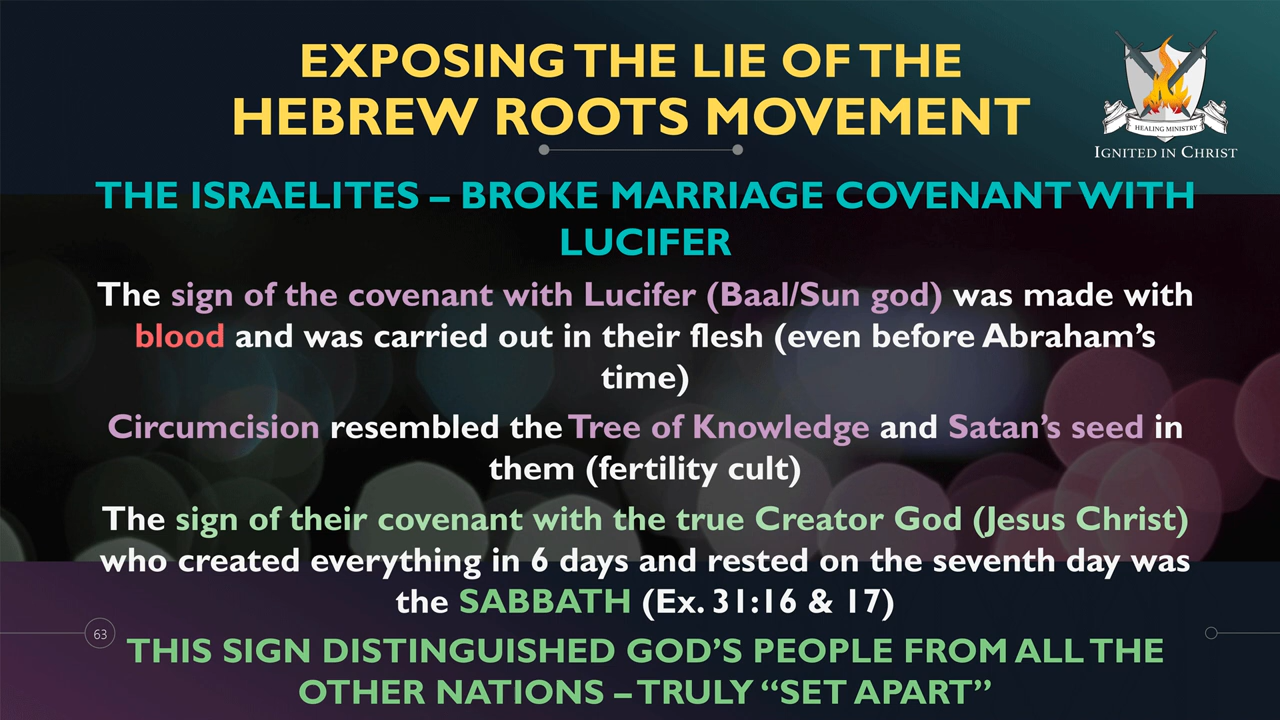 EXPOSING THE LIE OF THE
HEBREW ROOTS MOVEMENT
HEALING MINISTRY
IGNITED IN CHRIST
THE ISRAELITES – BROKE MARRIAGE COVENANT WITH
LUCIFER
The sign of the covenant with Lucifer (Baal/Sun god) was made with
blood and was carried out in their flesh (even before Abraham’s
time)
Circumcision resembled the Tree of Knowledge and Satan’s seed in
them (fertility cult)
The sign of their covenant with the true Creator God (Jesus Christ)
who created everything in 6 days and rested on the seventh day was
the SABBATH (Ex. 31:16 & 17)
63
THIS SIGN DISTINGUISHED GOD’S PEOPLE FROM ALL THE
OTHER NATIONS – TRULY “SET APART”